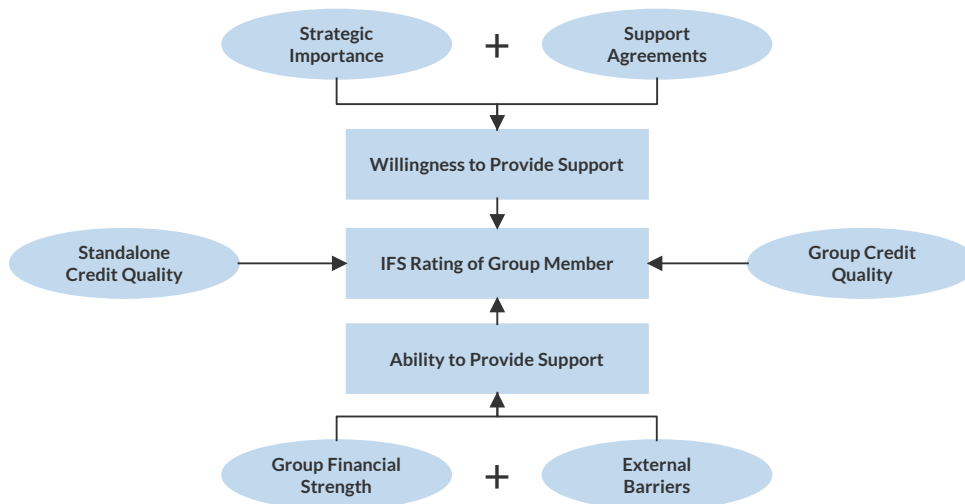 Strategic
Importance
+
Support
Agreements
Willingness to Provide Support
Standalone
Credit Quality
IFS Rating of Group Member
Group Credit
Quality
Ability to Provide Support
Group Financial
Strength
+
External
Barriers